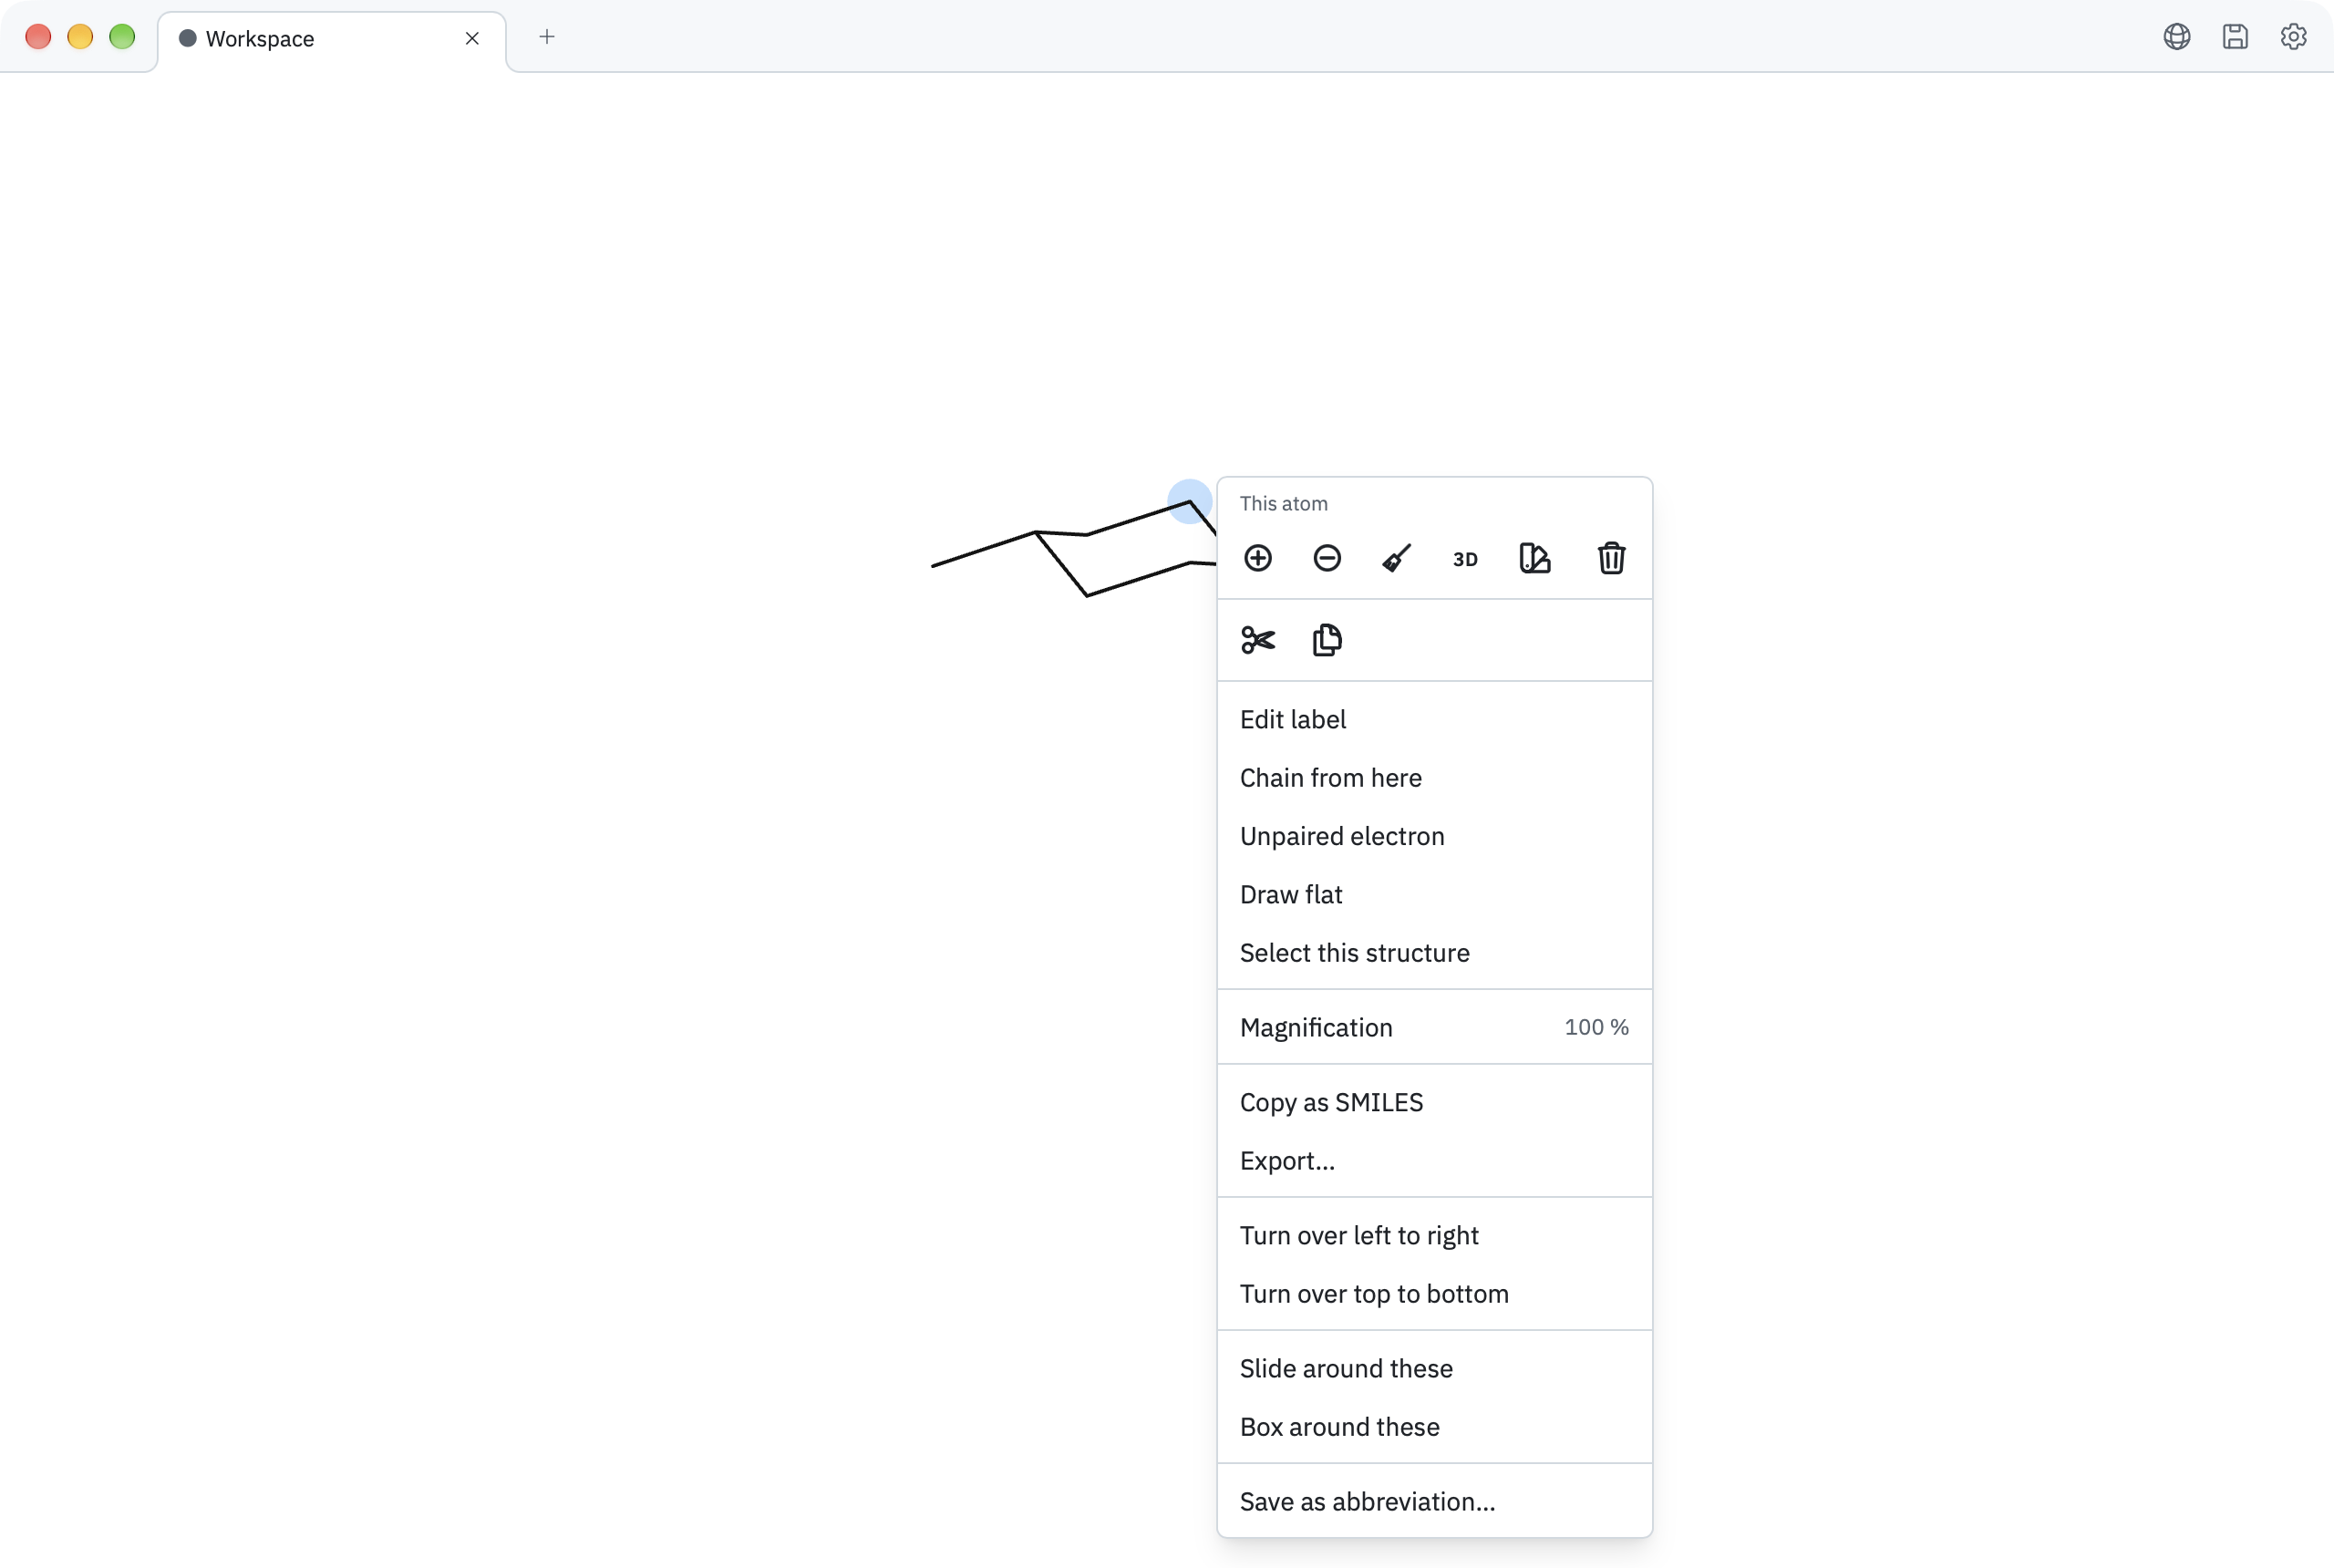 Workspace
This atom
3D
Edit label
Chain from here
Unpaired electron
Draw flat
Select this structure
Magnification 100 %
Copy as SMILES
Export...
Turn over left to right
Turn over top to bottom
Slide around these
Box around these
Save as abbreviation...